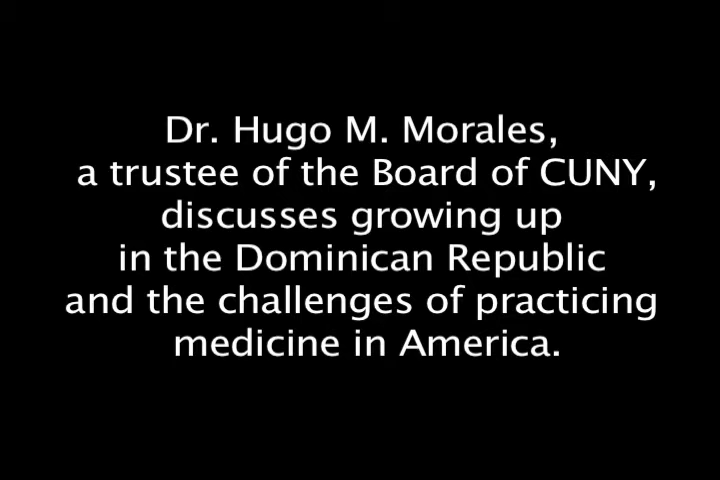 Dr. Hugo M. Morales,
a trustee of the Board of CUNY,
discusses growing up
in the Dominican Republic
and the challenges of practicing
medicine in America.